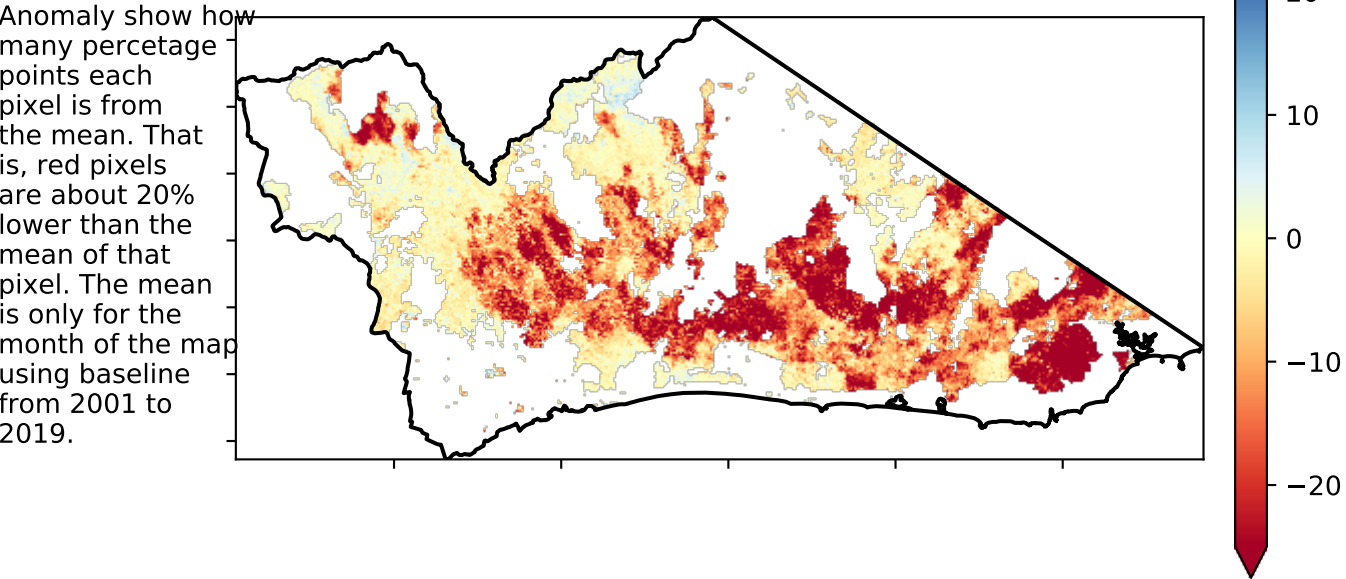 Anomaly show how
many percetage
points each
pixel is from
the mean. That
is, red pixels
are about 20%
lower than the
mean of that
pixel. The mean
is only for the
month of the map
using baseline
from 2001 to
2019.
10
0
−10
−20